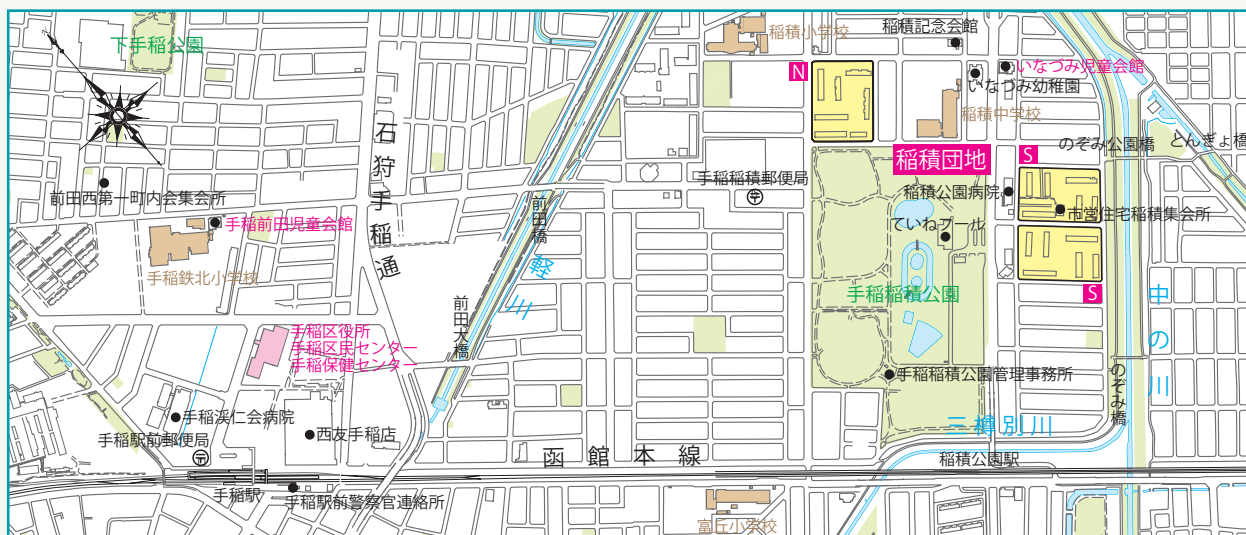 下手稲公園
稲積小学校
稲積記念会館
N
いなづみ児童会館
いなづみ幼稚園
稲積中学校
石狩手稲通
のぞみ公園橋
とんぎょ橋
稲積団地
S
前田西第一町内会集会所
手稲稲積郵便局
稲積公園病院
市営住宅稲積集会所
手稲前田児童会館
前田橋
ていねプール
手稲鉄北小学校
軽川
手稲稲積公園
S
中の川
前田大橋
手稲区役所
手稲区民センター
手稲保健センター
手稲稲積公園管理事務所
のぞみ橋
手稲渓仁会病院
西友手稲店
三樽別川
手稲駅前郵便局
函館本線
稲積公園駅
手稲駅
手稲駅前警察官連絡所
富丘小学校